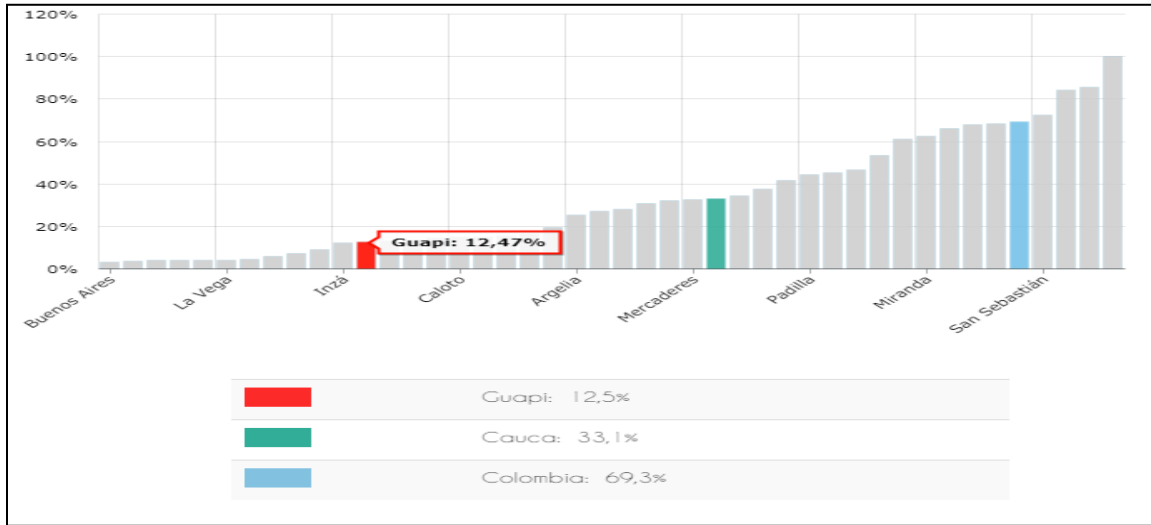 120%
100%
80%
60%
40%
20%
0%
Guapi: 12,47%
Buenos Aires
La Vega
Inzá
Caloto
Argelia
Mercaderes
Padilla
Miranda
San Sebastián
Guapi: 12,5%
Cauca: 33,1%
Colombia: 69,3%